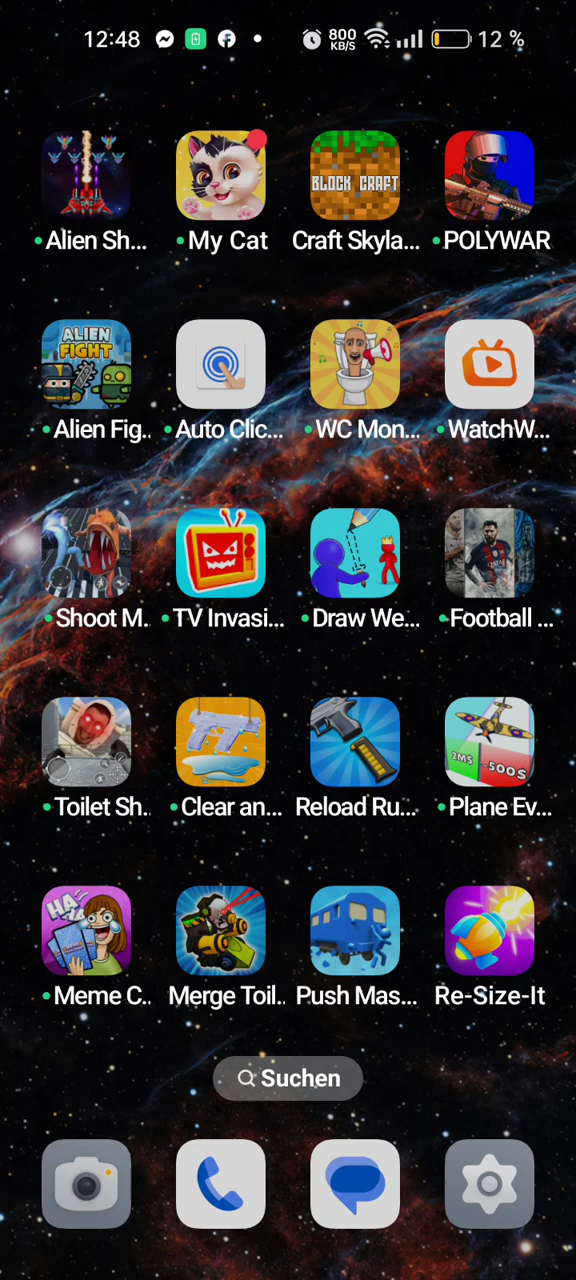 12:48 800 KB/S 12 %
Alien Sh... My Cat Craft Skyla... POLYWAR
BLOCK CRAFT
ALIEN FIGHT
Alien Fig.. Auto Clic... WC Mon... WatchW...
Shoot M.. TV Invasi... Draw We... Football ...
2M$ -500$
Toilet Sh.. Clear an... Reload Ru... Plane Ev...
HA
Meme C.. Merge Toil.. Push Mas... Re-Size-It
Suchen